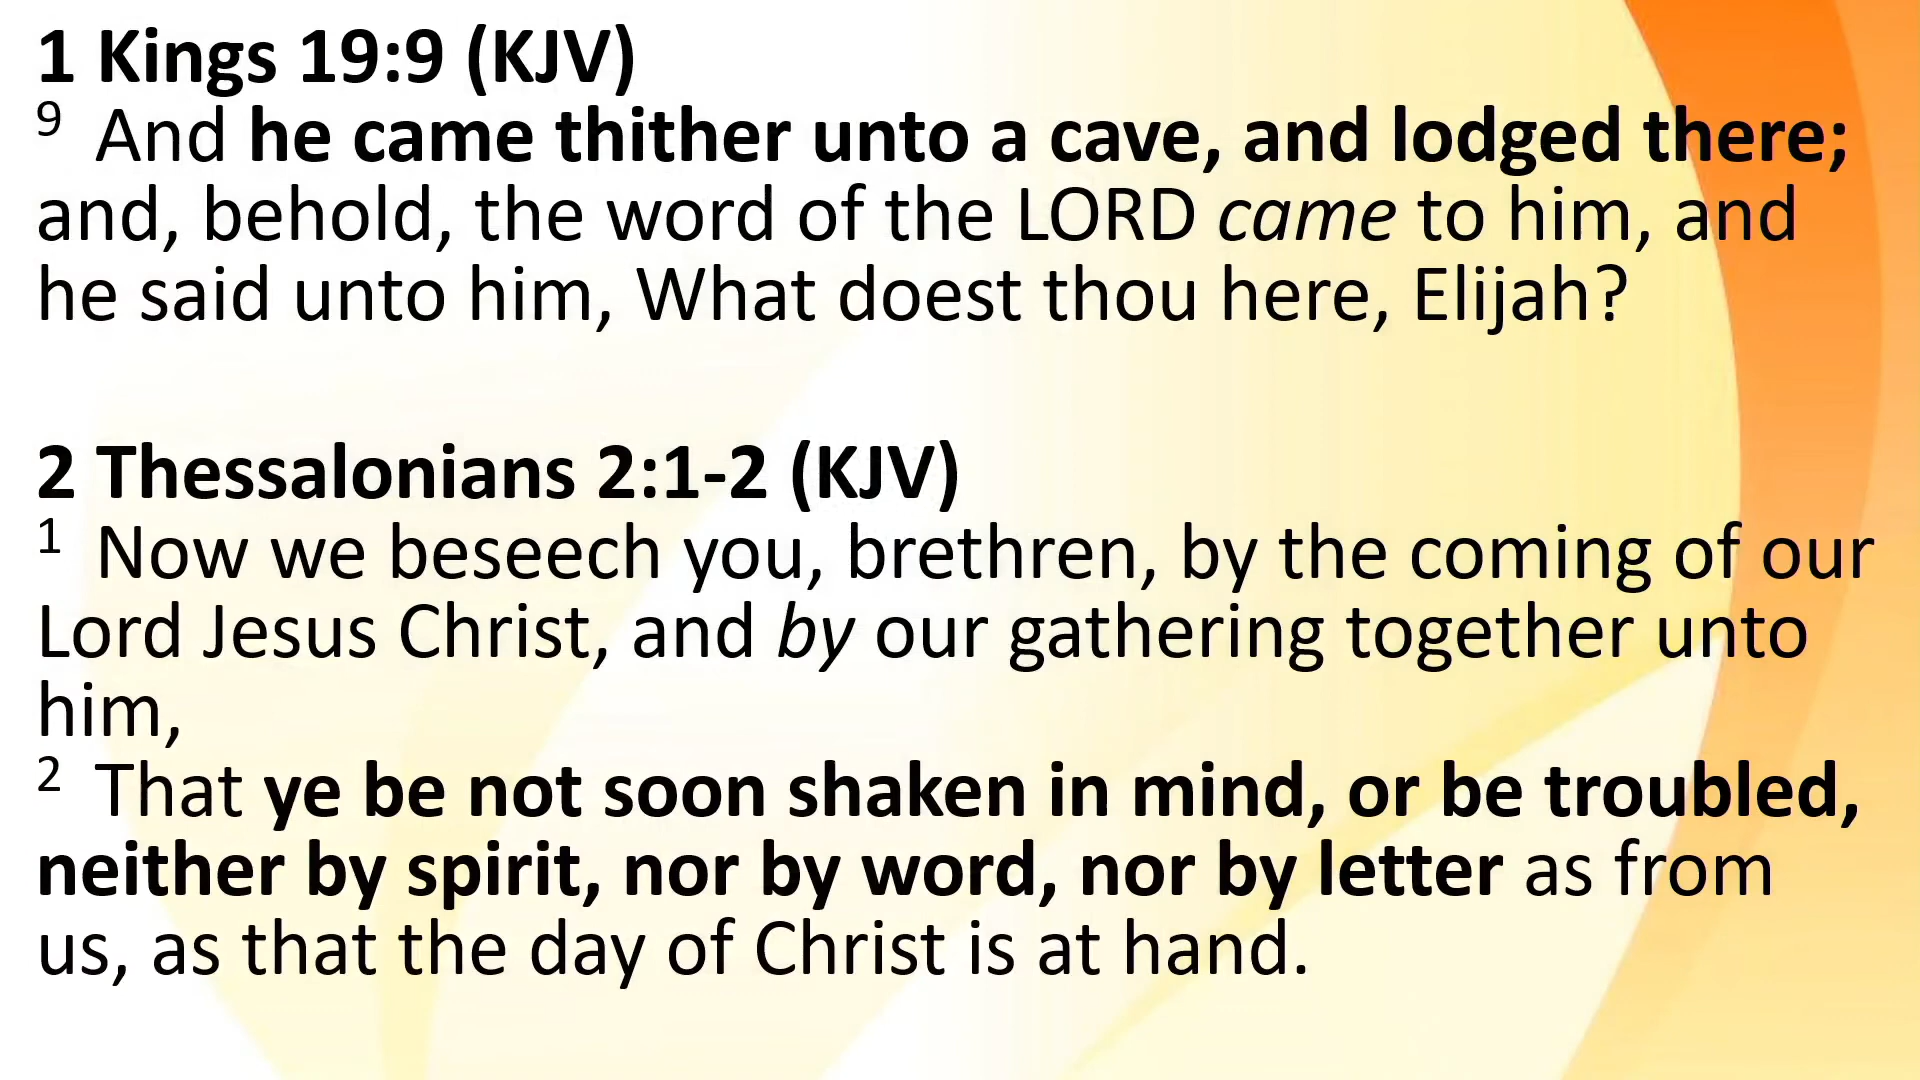 1 Kings 19:9 (KJV)
9 And he came thither unto a cave, and lodged there;
and, behold, the word of the LORD came to him, and
he said unto him, What doest thou here, Elijah?
2 Thessalonians 2:1-2 (KJV)
1 Now we beseech you, brethren, by the coming of our
Lord Jesus Christ, and by our gathering together unto
him,
2 That ye be not soon shaken in mind, or be troubled,
neither by spirit, nor by word, nor by letter as from
us, as that the day of Christ is at hand.